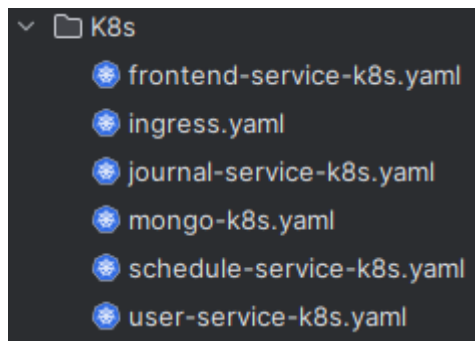 K8s
frontend-service-k8s.yaml
ingress.yaml
journal-service-k8s.yaml
mongo-k8s.yaml
schedule-service-k8s.yaml
user-service-k8s.yaml